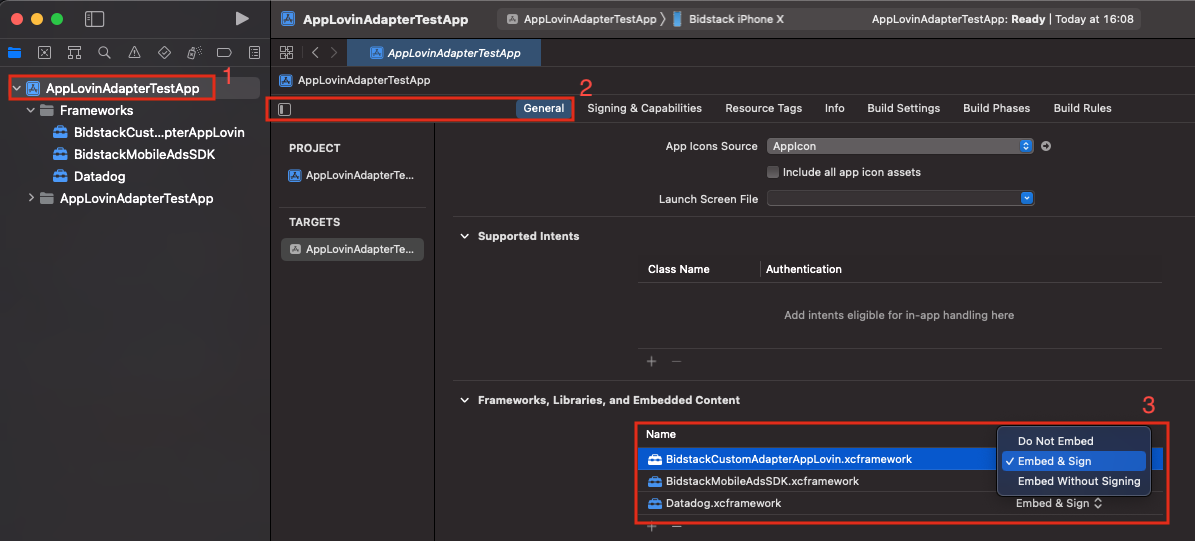 AppLovinAdapterTestApp
AppLovinAdapterTestApp 〉 Bidstack iPhone X
AppLovinAdapterTestApp: Ready | Today at 16:08
AppLovinAdapterTestApp
1
AppLovinAdapterTestApp
Frameworks
BidstackCust...pterAppLovin
BidstackMobileAdsSDK
Datadog
AppLovinAdapterTestApp
AppLovinAdapterTestApp
2
General Signing & Capabilities Resource Tags Info Build Settings Build Phases Build Rules
PROJECT
AppLovinAdapterTe...
TARGETS
AppLovinAdapterTe...
App Icons Source AppIcon
Include all app icon assets
Launch Screen File
Supported Intents
Class Name Authentication
Add intents eligible for in-app handling here
Frameworks, Libraries, and Embedded Content
3
Name
BidstackCustomAdapterAppLovin.xcframework
BidstackMobileAdsSDK.xcframework
Datadog.xcframework Embed & Sign
Do Not Embed
Embed & Sign
Embed Without Signing